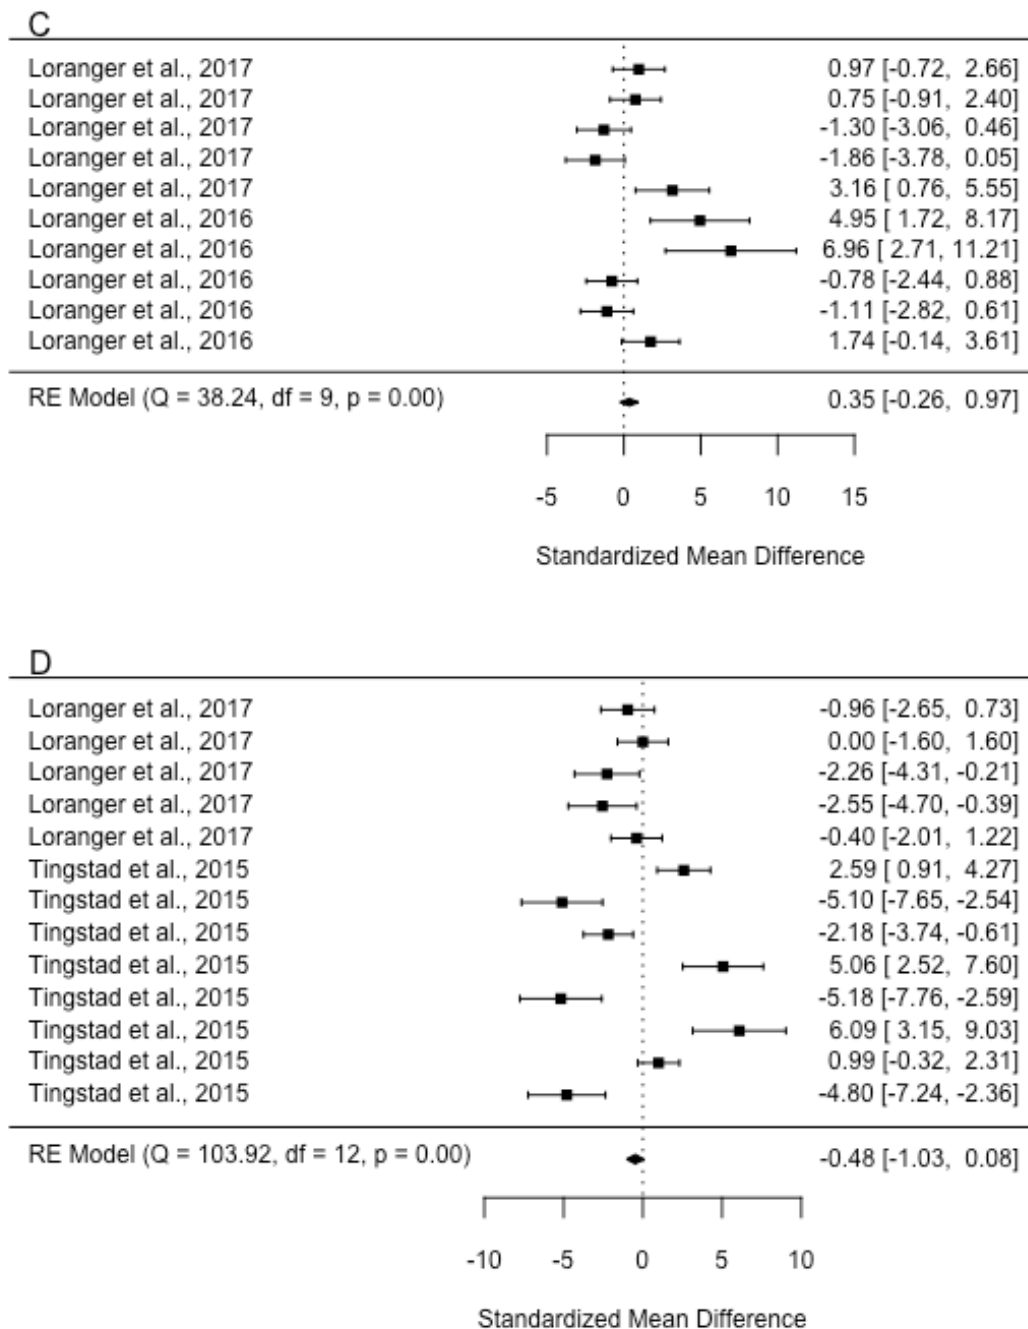 C
Loranger et al., 2017 0.97 [-0.72, 2.66]
Loranger et al., 2017 0.75 [-0.91, 2.40]
Loranger et al., 2017 -1.30 [-3.06, 0.46]
Loranger et al., 2017 -1.86 [-3.78, 0.05]
Loranger et al., 2017 3.16 [ 0.76, 5.55]
Loranger et al., 2016 4.95 [ 1.72, 8.17]
Loranger et al., 2016 6.96 [ 2.71, 11.21]
Loranger et al., 2016 -0.78 [-2.44, 0.88]
Loranger et al., 2016 -1.11 [-2.82, 0.61]
Loranger et al., 2016 1.74 [-0.14, 3.61]
RE Model (Q = 38.24, df = 9, p = 0.00) 0.35 [-0.26, 0.97]
-5 0 5 10 15
Standardized Mean Difference
D
Loranger et al., 2017 -0.96 [-2.65, 0.73]
Loranger et al., 2017 0.00 [-1.60, 1.60]
Loranger et al., 2017 -2.26 [-4.31, -0.21]
Loranger et al., 2017 -2.55 [-4.70, -0.39]
Loranger et al., 2017 -0.40 [-2.01, 1.22]
Tingstad et al., 2015 2.59 [ 0.91, 4.27]
Tingstad et al., 2015 -5.10 [-7.65, -2.54]
Tingstad et al., 2015 -2.18 [-3.74, -0.61]
Tingstad et al., 2015 5.06 [ 2.52, 7.60]
Tingstad et al., 2015 -5.18 [-7.76, -2.59]
Tingstad et al., 2015 6.09 [ 3.15, 9.03]
Tingstad et al., 2015 0.99 [-0.32, 2.31]
Tingstad et al., 2015 -4.80 [-7.24, -2.36]
RE Model (Q = 103.92, df = 12, p = 0.00) -0.48 [-1.03, 0.08]
-10 -5 0 5 10
Standardized Mean Difference